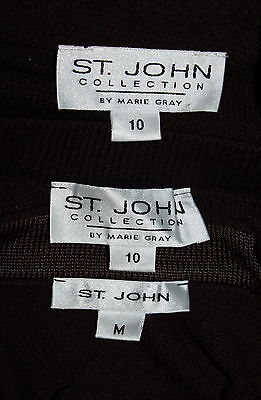 ST. JOHN
COLLECTION
BY MARIE GRAY
10
ST. JOHN
COLLECTION
BY MARIE GRAY
10
ST. JOHN
M